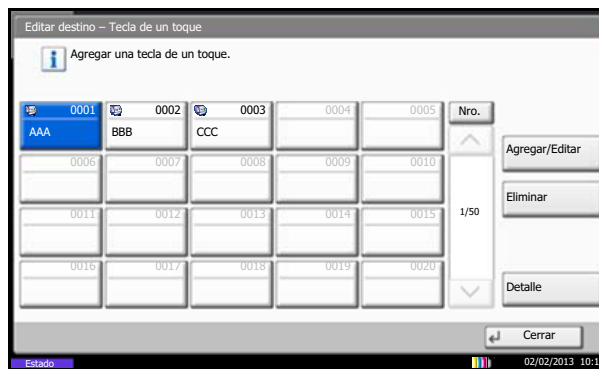 Editar destino – Tecla de un toque
Agregar una tecla de un toque.
0001 0002 0003 0004 0005 Nro.
AAA BBB CCC
Agregar/Editar
0006 0007 0008 0009 0010
Eliminar
0011 0012 0013 0014 0015 1/50
0016 0017 0018 0019 0020
Detalle
Cerrar
Estado 02/02/2013 10:1